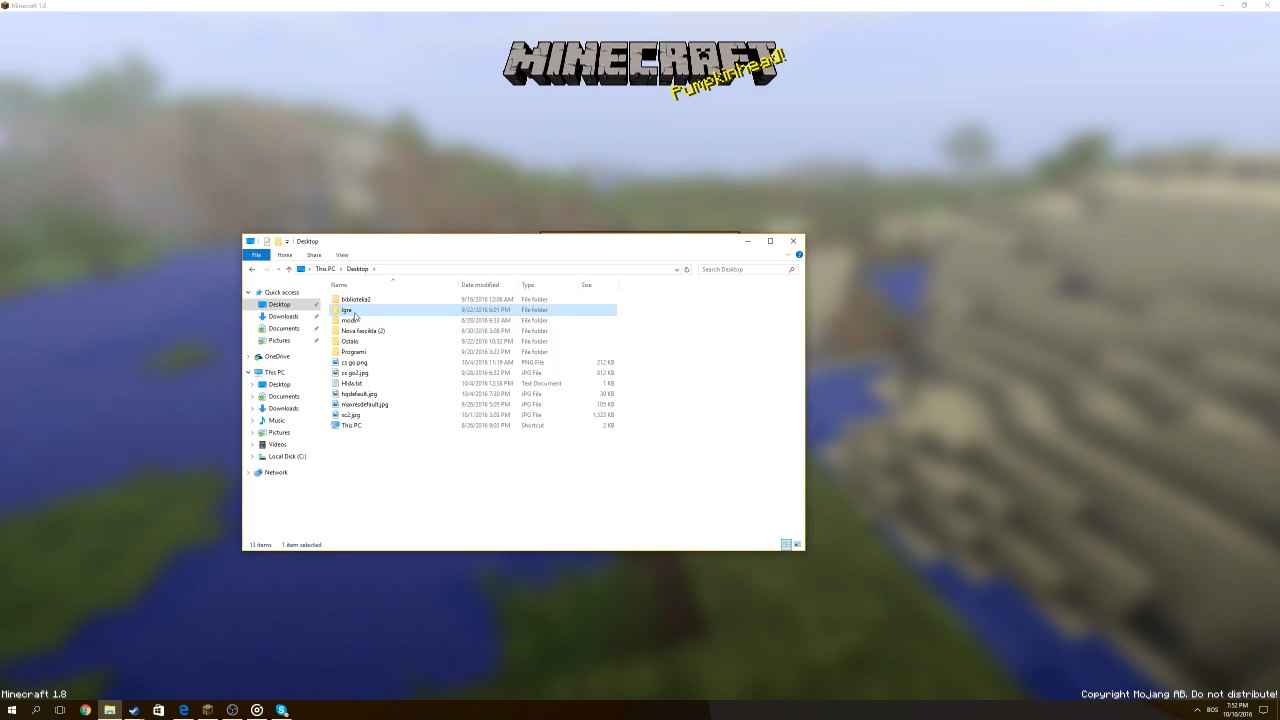 Minecraft 1.8
MINECRAFT
Pumpkinhead!
Desktop
File Home Share View
This PC Desktop
Search Desktop
Name Date modified Type Size
Quick access
Desktop
Downloads
Documents
Pictures
OneDrive
This PC
Desktop
Documents
Downloads
Music
Pictures
Videos
Local Disk (C:)
Network
biblioteka2 9/16/2016 12:06 AM File folder
Igre 9/22/2016 6:01 PM File folder
6/28/2016 9:33 AM File folder
Nova fascikla (2) 6/30/2016 3:06 PM File folder
Ostalo 9/22/2016 10:32 PM File folder
Programi 9/20/2016 3:23 PM File folder
cs go.png 10/4/2016 11:19 AM PNG File 212 KB
cs go2.jpg 9/28/2016 6:32 PM JPG File 812 KB
10/4/2016 12:38 PM Text Document 1 KB
hqdefault.jpg 10/4/2016 7:30 PM JPG File 39 KB
maxresdefault.jpg 9/26/2016 5:05 PM JPG File 105 KB
sc2.jpg 10/1/2016 3:03 PM JPG File 1,323 KB
This PC 6/26/2016 9:03 PM Shortcut 2 KB
13 items 1 item selected
Minecraft 1.8
Copyright Mojang AB. Do not distribute!
BOS
7:52 PM
10/10/2016